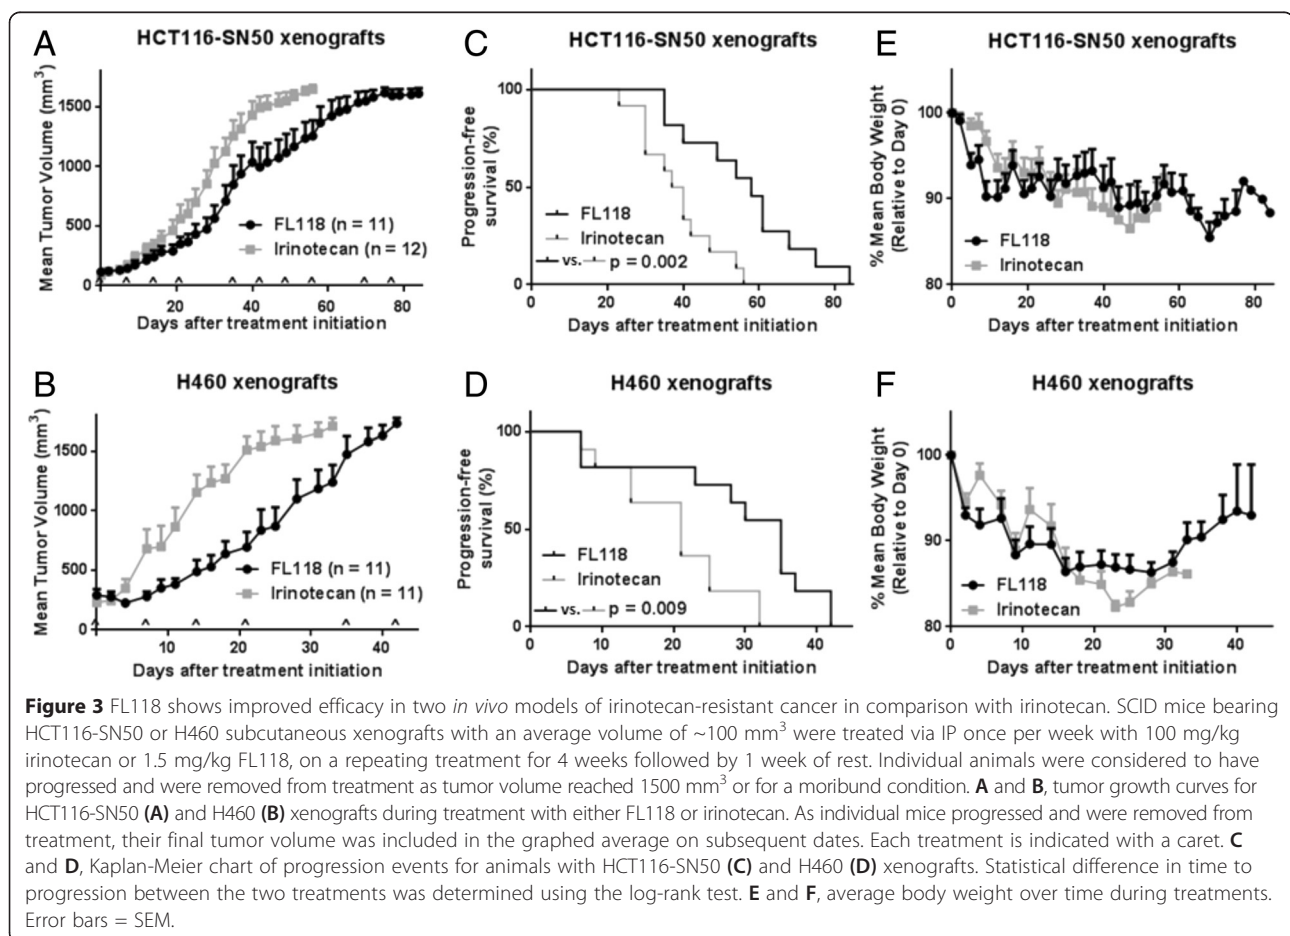 A
HCT116-SN50 xenografts
Mean Tumor Volume (mm3)
1500
1000
500
0
FL118 (n = 11)
Irinotecan (n = 12)
^ ^ ^ ^ ^ ^ ^ ^ ^ ^
20 40 60 80
Days after treatment initiation
C
HCT116-SN50 xenografts
Progression-free
survival (%)
100
50
0
FL118
Irinotecan
vs. p = 0.002
0 20 40 60 80
Days after treatment initiation
E
HCT116-SN50 xenografts
% Mean Body Weight
(Relative to Day 0)
100
90
80
FL118
Irinotecan
0 20 40 60 80
Days after treatment initiation
B
H460 xenografts
Mean Tumor Volume (mm3)
1500
1000
500
0
FL118 (n = 11)
Irinotecan (n = 11)
^ ^ ^ ^ ^ ^
10 20 30 40
Days after treatment initiation
D
H460 xenografts
Progression-free
survival (%)
100
50
0
FL118
Irinotecan
vs. p = 0.009
0 10 20 30 40
Days after treatment initiation
F
H460 xenografts
% Mean Body Weight
(Relative to Day 0)
100
90
80
FL118
Irinotecan
0 10 20 30 40
Days after treatment initiation
Figure 3 FL118 shows improved efficacy in two in vivo models of irinotecan-resistant cancer in comparison with irinotecan. SCID mice bearing
HCT116-SN50 or H460 subcutaneous xenografts with an average volume of ~100 mm3 were treated via IP once per week with 100 mg/kg
irinotecan or 1.5 mg/kg FL118, on a repeating treatment for 4 weeks followed by 1 week of rest. Individual animals were considered to have
progressed and were removed from treatment as tumor volume reached 1500 mm3 or for a moribund condition. A and B, tumor growth curves for
HCT116-SN50 (A) and H460 (B) xenografts during treatment with either FL118 or irinotecan. As individual mice progressed and were removed from
treatment, their final tumor volume was included in the graphed average on subsequent dates. Each treatment is indicated with a caret. C
and D, Kaplan-Meier chart of progression events for animals with HCT116-SN50 (C) and H460 (D) xenografts. Statistical difference in time to
progression between the two treatments was determined using the log-rank test. E and F, average body weight over time during treatments.
Error bars = SEM.